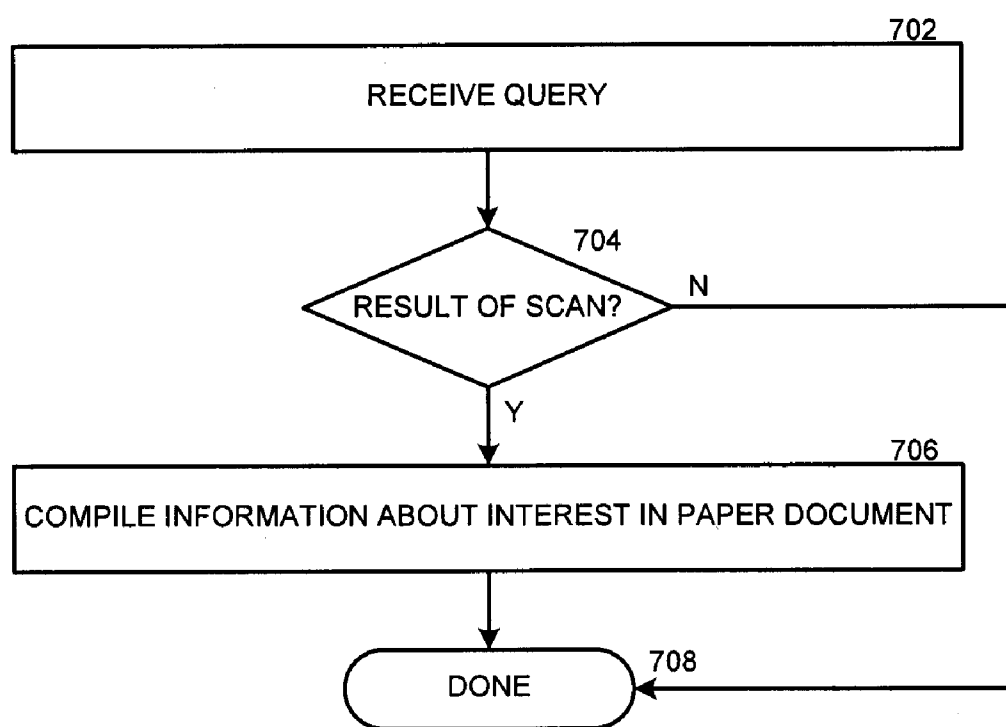 702
RECEIVE QUERY
704
RESULT OF SCAN?
N
Y
706
COMPILE INFORMATION ABOUT INTEREST IN PAPER DOCUMENT
708
DONE